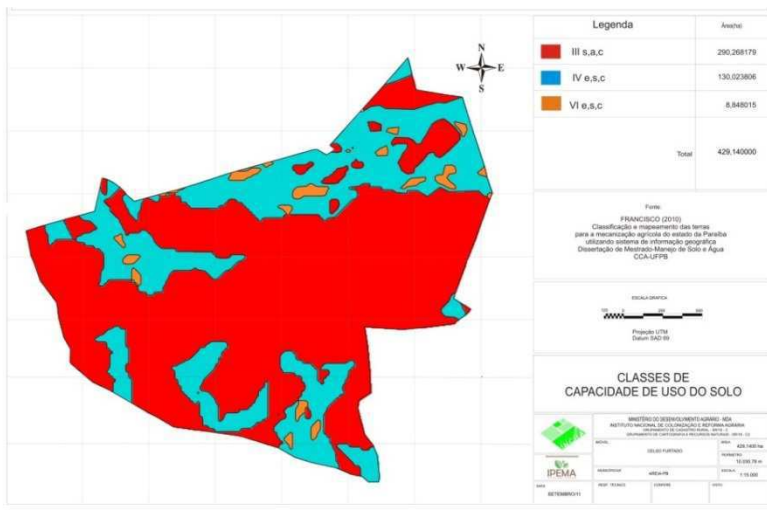 N
W E
S
Legenda Área(ha)
III s,a,c 290,268179
IV e,s,c 130,023806
VI e,s,c 8,848015
Total 429,140000
Fonte:
FRANCISCO (2010)
Classificação e mapeamento das terras
para a mecanização agrícola do estado da Paraíba
utilizando sistema de informação geográfica
Dissertação de Mestrado-Manejo de Solo e Água
CCA-UFPB
ESCALA GRÁFICA
Projeção UTM
Datum SAD 69
CLASSES DE
CAPACIDADE DE USO DO SOLO
MINISTÉRIO DO DESENVOLVIMENTO AGRÁRIO - MDA
INSTITUTO NACIONAL DE COLONIZAÇÃO E REFORMA AGRÁRIA
IMÓVEL: CELSO FURTADO
429,1400 ha
IPEMA
AREIA-PB
ESCALA
1:15.000
DATA
SETEMBRO/11